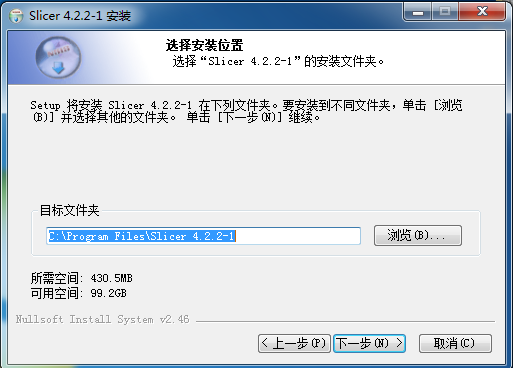 Slicer 4.2.2-1 安装
选择安装位置
选择“Slicer 4.2.2-1”的安装文件夹。
Setup 将安装 Slicer 4.2.2-1 在下列文件夹。要安装到不同文件夹，单击 [浏览
(B)] 并选择其他的文件夹。 单击 [下一步(N)] 继续。
目标文件夹
C:\Program Files\Slicer 4.2.2-1
浏览(B)...
所需空间: 430.5MB
可用空间: 99.2GB
Nullsoft Install System v2.46
< 上一步(P)
下一步(N) >
取消(C)